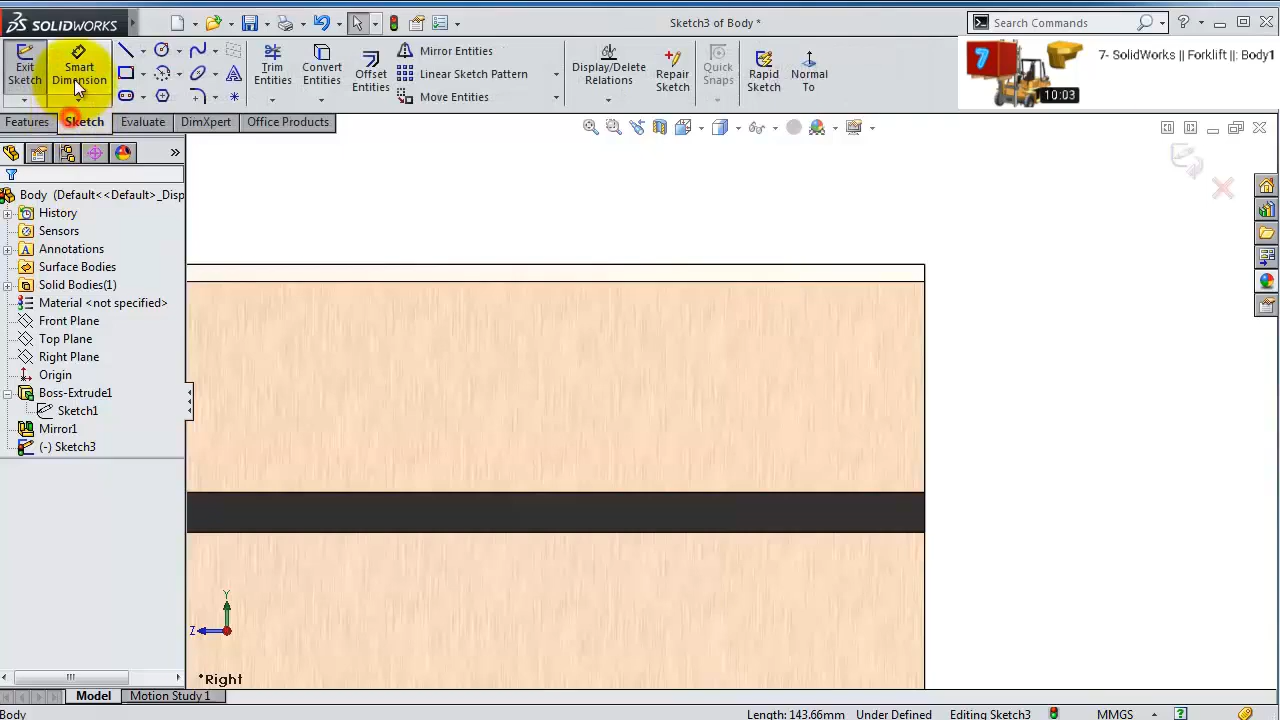 SOLIDWORKS
Sketch3 of Body *
Search Commands
?
Exit
Sketch
Smart
Dimension
Trim
Entities
Convert
Entities
Offset
Entities
Mirror Entities
Linear Sketch Pattern
Move Entities
Display/Delete
Relations
Repair
Sketch
Quick
Snaps
Rapid
Sketch
Normal
To
7
7- SolidWorks || Forklift ||: Body1
10:03
Features
Sketch
Evaluate
DimXpert
Office Products
»
Body (Default<<Default>_Disp
History
Sensors
A Annotations
Surface Bodies
Solid Bodies(1)
Material <not specified>
Front Plane
Top Plane
Right Plane
Origin
Boss-Extrude1
Sketch1
Mirror1
(-) Sketch3
Y
Z
*Right
Model
Motion Study 1
Body
Length: 143.66mm
Under Defined
Editing Sketch3
MMGS
?